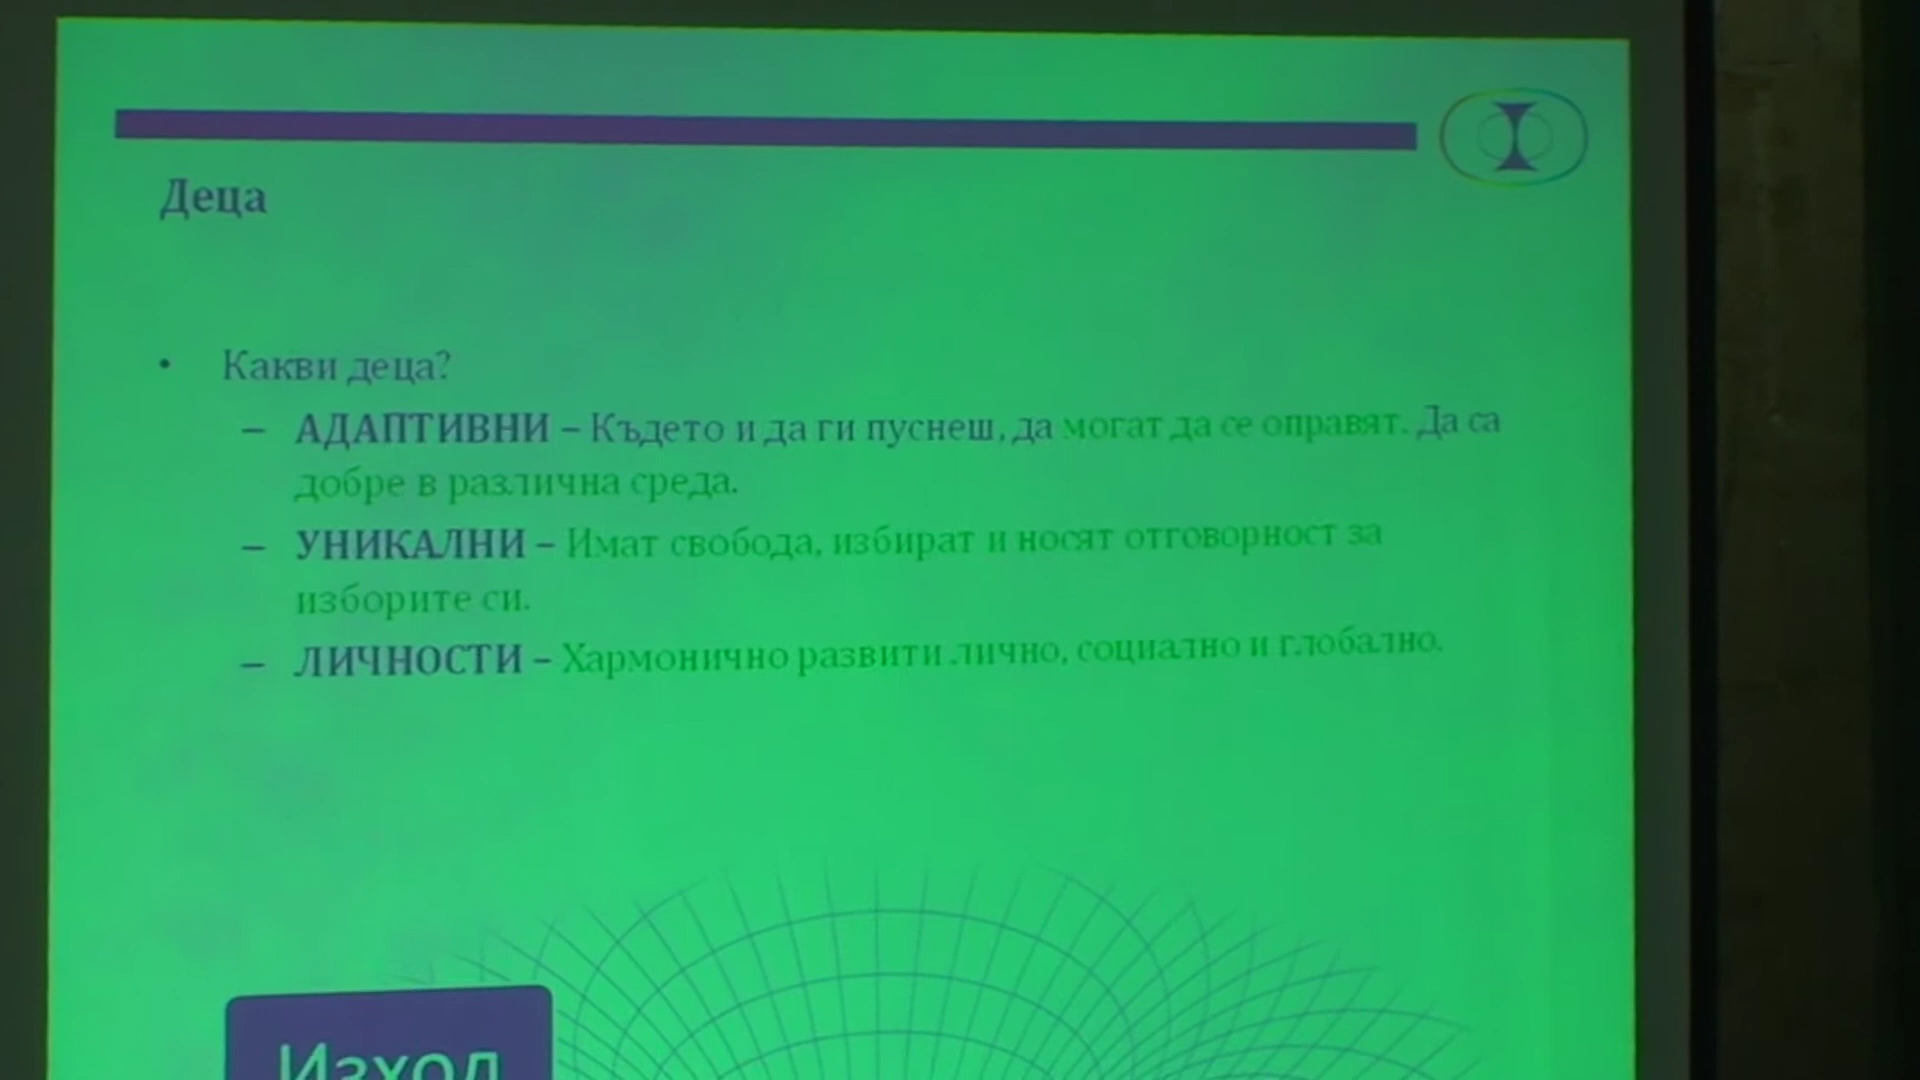 Деца
• Какви деца?
– АДАПТИВНИ – Където и да ги пуснеш, да могат да се оправят. Да са
добре в различна среда.
– УНИКАЛНИ – Имат свобода, избират и носят отговорност за
изборите си.
– ЛИЧНОСТИ – Хармонично развити лично, социално и глобално.
Изход